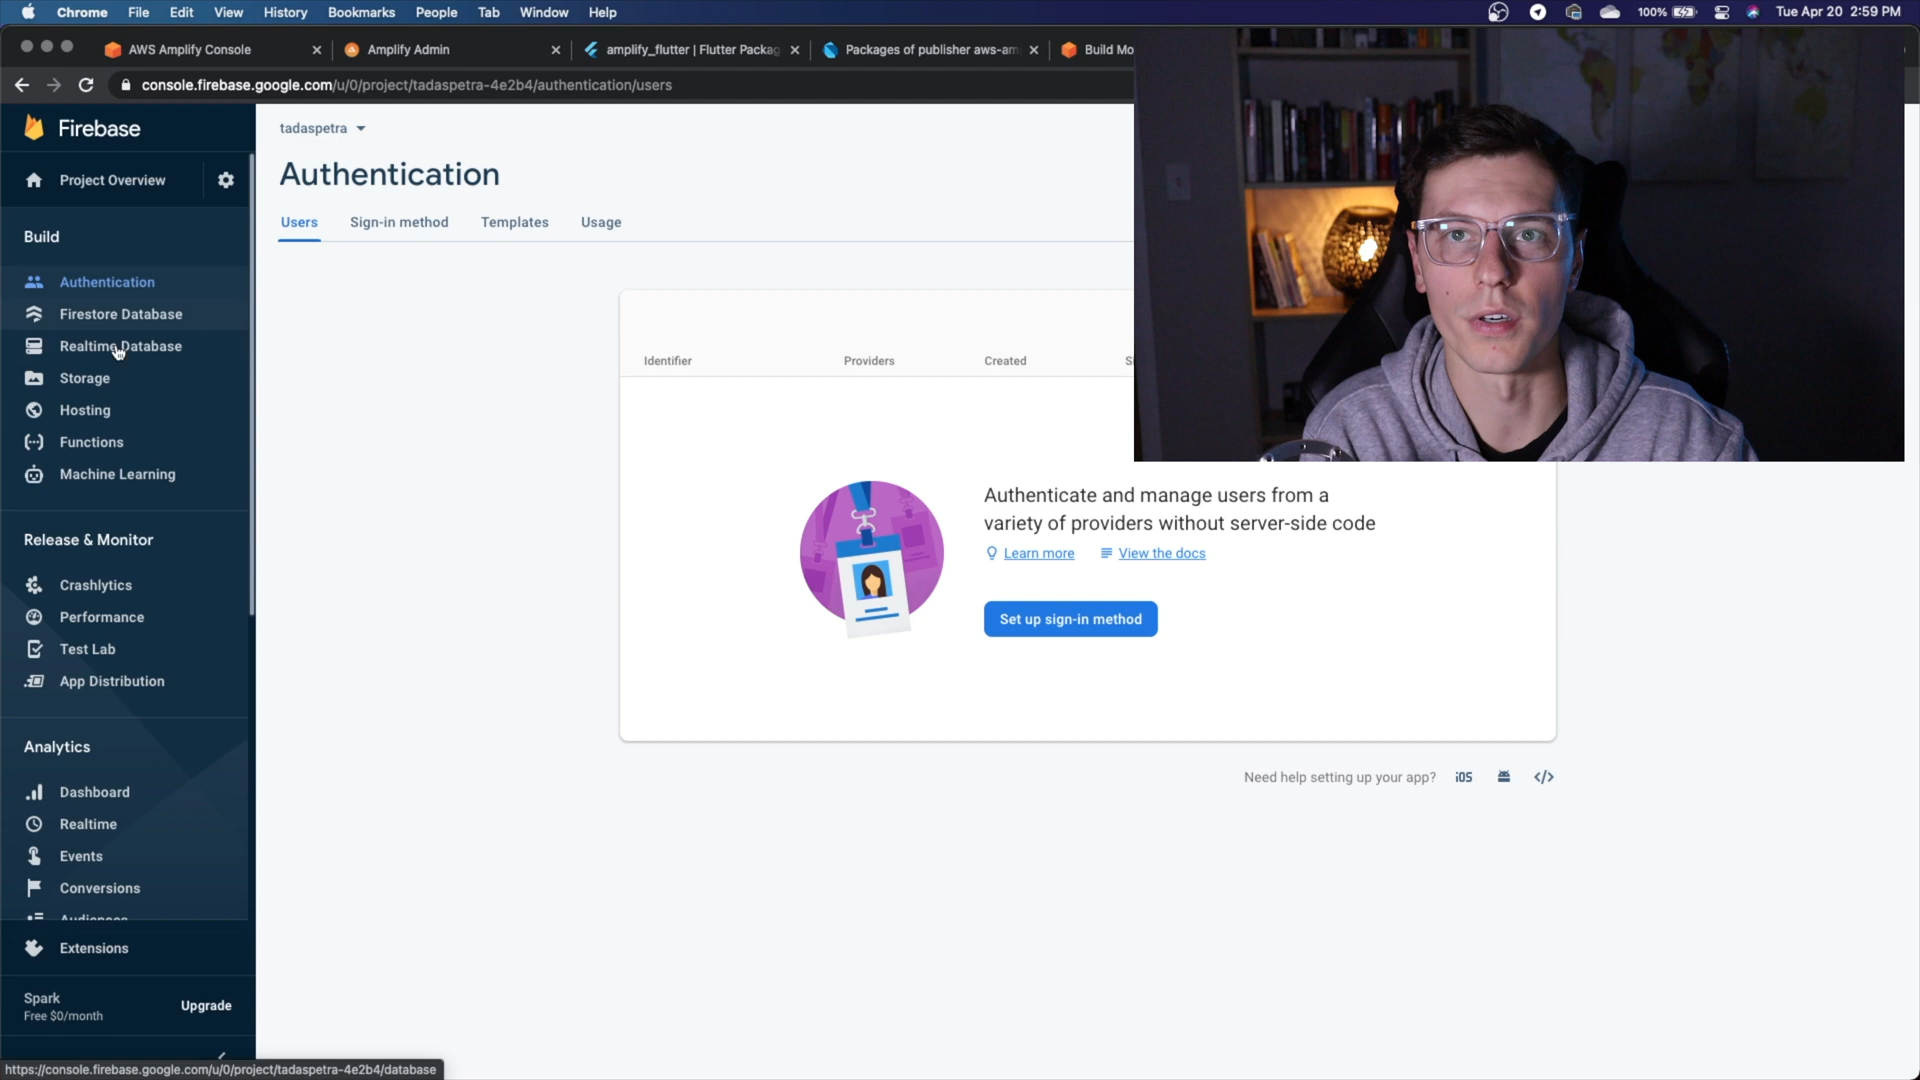 Chrome File Edit View History Bookmarks People Tab Window Help 100% Tue Apr 20 2:59 PM
AWS Amplify Console Amplify Admin amplify_flutter | Flutter Packag Packages of publisher aws-am Build Mo
console.firebase.google.com/u/0/project/tadaspetra-4e2b4/authentication/users
Firebase
Project Overview
Build
Authentication
Firestore Database
Realtime Database
Storage
Hosting
Functions
Machine Learning
Release & Monitor
Crashlytics
Performance
Test Lab
App Distribution
Analytics
Dashboard
Realtime
Events
Conversions
Audiences
Extensions
Spark
Free $0/month
Upgrade
https://console.firebase.google.com/u/0/project/tadaspetra-4e2b4/database
tadaspetra
Authentication
Users Sign-in method Templates Usage
Identifier Providers Created
Authenticate and manage users from a
variety of providers without server-side code
Learn more View the docs
Set up sign-in method
Need help setting up your app? iOS </>